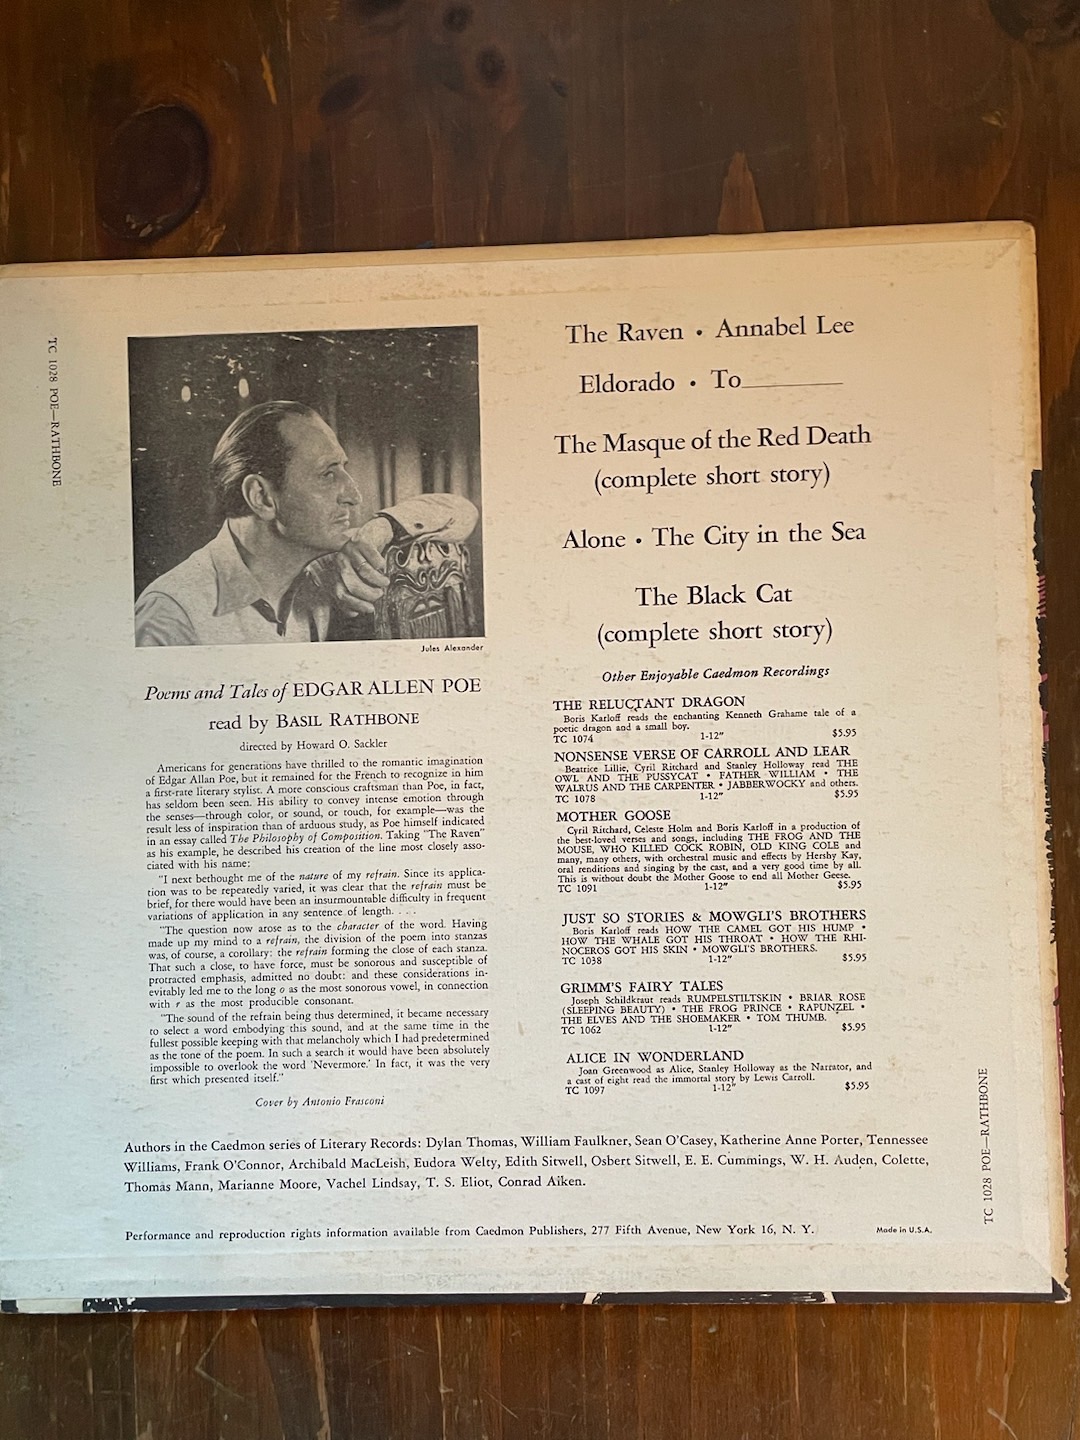 TC 1028 POE—RATHBONE
Jules Alexander
Poems and Tales of EDGAR ALLEN POE
read by BASIL RATHBONE
directed by Howard O. Sackler
Americans for generations have thrilled to the romantic imagination
of Edgar Allan Poe, but it remained for the French to recognize in him
a first-rate literary stylist. A more conscious craftsman than Poe, in fact,
has seldom been seen. His ability to convey intense emotion through
the senses—through color, or sound, or touch, for example—was the
result less of inspiration than of arduous study, as Poe himself indicated
in an essay called The Philosophy of Composition. Taking "The Raven"
as his example, he described his creation of the line most closely asso-
ciated with his name:
"I next bethought me of the nature of my refrain. Since its applica-
tion was to be repeatedly varied, it was clear that the refrain must be
brief, for there would have been an insurmountable difficulty in frequent
variations of application in any sentence of length. . . .
"The question now arose as to the character of the word. Having
made up my mind to a refrain, the division of the poem into stanzas
was, of course, a corollary: the refrain forming the close of each stanza.
That such a close, to have force, must be sonorous and susceptible of
protracted emphasis, admitted no doubt: and these considerations in-
evitably led me to the long o as the most sonorous vowel, in connection
with r as the most producible consonant.
"The sound of the refrain being thus determined, it became necessary
to select a word embodying this sound, and at the same time in the
fullest possible keeping with that melancholy which I had predetermined
as the tone of the poem. In such a search it would have been absolutely
impossible to overlook the word 'Nevermore.' In fact, it was the very
first which presented itself."
Cover by Antonio Frasconi
The Raven • Annabel Lee
Eldorado • To________
The Masque of the Red Death
(complete short story)
Alone • The City in the Sea
The Black Cat
(complete short story)
Other Enjoyable Caedmon Recordings
THE RELUCTANT DRAGON
Boris Karloff reads the enchanting Kenneth Grahame tale of a
poetic dragon and a small boy.
TC 1074 1-12" $5.95
NONSENSE VERSE OF CARROLL AND LEAR
Beatrice Lillie, Cyril Ritchard and Stanley Holloway read THE
OWL AND THE PUSSYCAT • FATHER WILLIAM • THE
WALRUS AND THE CARPENTER • JABBERWOCKY and others.
TC 1078 1-12" $5.95
MOTHER GOOSE
Cyril Ritchard, Celeste Holm and Boris Karloff in a production of
the best-loved verses and songs, including THE FROG AND THE
MOUSE, WHO KILLED COCK ROBIN, OLD KING COLE and
many, many others, with orchestral music and effects by Hershy Kay,
oral renditions and singing by the cast, and a very good time by all.
This is without doubt the Mother Goose to end all Mother Geese.
TC 1091 1-12" $5.95
JUST SO STORIES & MOWGLI'S BROTHERS
Boris Karloff reads HOW THE CAMEL GOT HIS HUMP •
HOW THE WHALE GOT HIS THROAT • HOW THE RHI-
NOCEROS GOT HIS SKIN • MOWGLI'S BROTHERS.
TC 1038 1-12" $5.95
GRIMM'S FAIRY TALES
Joseph Schildkraut reads RUMPELSTILTSKIN • BRIAR ROSE
(SLEEPING BEAUTY) • THE FROG PRINCE • RAPUNZEL •
THE ELVES AND THE SHOEMAKER • TOM THUMB.
TC 1062 1-12" $5.95
ALICE IN WONDERLAND
Joan Greenwood as Alice, Stanley Holloway as the Narrator, and
a cast of eight read the immortal story by Lewis Carroll.
TC 1097 1-12" $5.95
Authors in the Caedmon series of Literary Records: Dylan Thomas, William Faulkner, Sean O'Casey, Katherine Anne Porter, Tennessee
Williams, Frank O'Connor, Archibald MacLeish, Eudora Welty, Edith Sitwell, Osbert Sitwell, E. E. Cummings, W. H. Auden, Colette,
Thomas Mann, Marianne Moore, Vachel Lindsay, T. S. Eliot, Conrad Aiken.
Performance and reproduction rights information available from Caedmon Publishers, 277 Fifth Avenue, New York 16, N. Y.
Made in U.S.A.
TC 1028 POE—RATHBONE